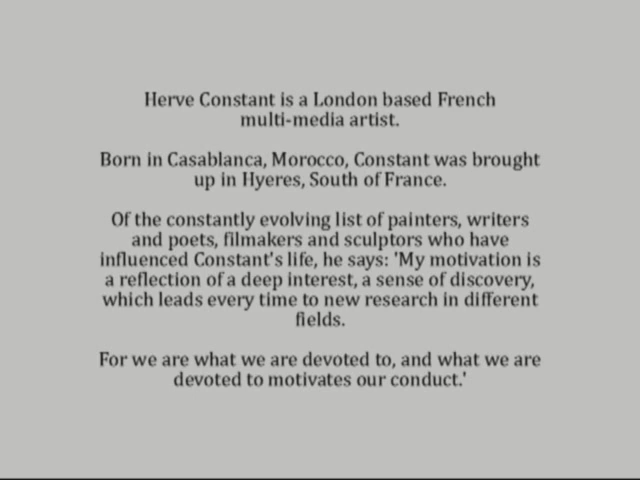 Herve Constant is a London based French
multi-media artist.
Born in Casablanca, Morocco, Constant was brought
up in Hyeres, South of France.
Of the constantly evolving list of painters, writers
and poets, filmakers and sculptors who have
influenced Constant's life, he says: 'My motivation is
a reflection of a deep interest, a sense of discovery,
which leads every time to new research in different
fields.
For we are what we are devoted to, and what we are
devoted to motivates our conduct.'